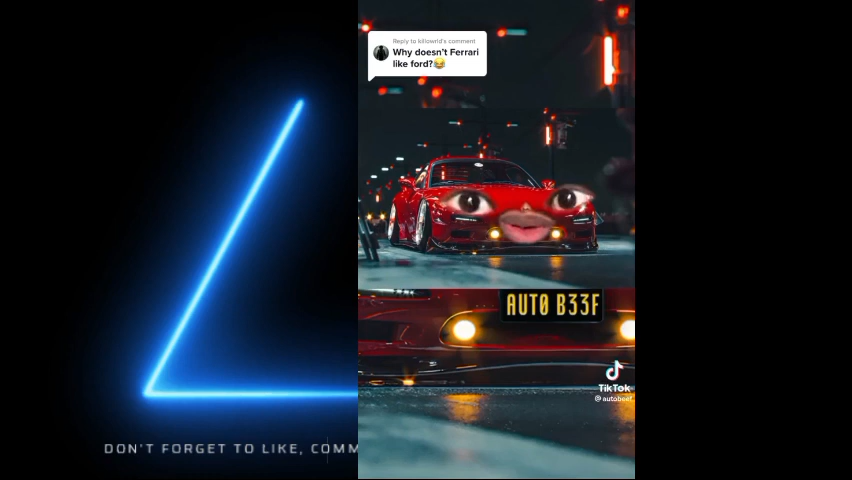 Reply to killowrld's comment
Why doesn't Ferrari
like ford?😂
AUTO B33F
TikTok
@autobeef
DON'T FORGET TO LIKE, COMM